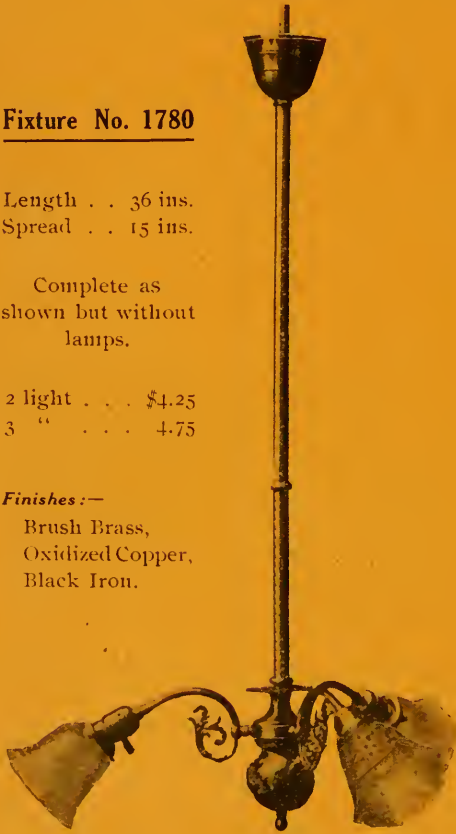 Fixture No. 1780
Length . . 36 ins.
Spread . . 15 ins.
Complete as
shown but without
lamps.
2 light . . . $4.25
3 “ . . . 4.75
Finishes:—
Brush Brass,
Oxidized Copper,
Black Iron.